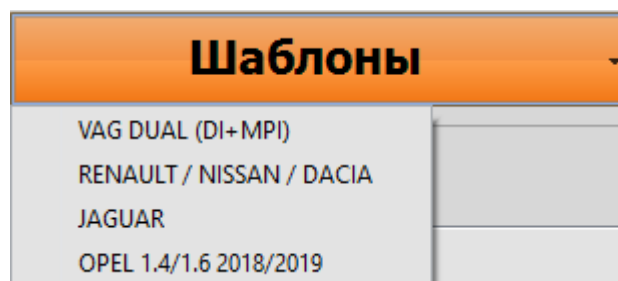 Шаблоны
VAG DUAL (DI+MPI)
RENAULT / NISSAN / DACIA
JAGUAR
OPEL 1.4/1.6 2018/2019